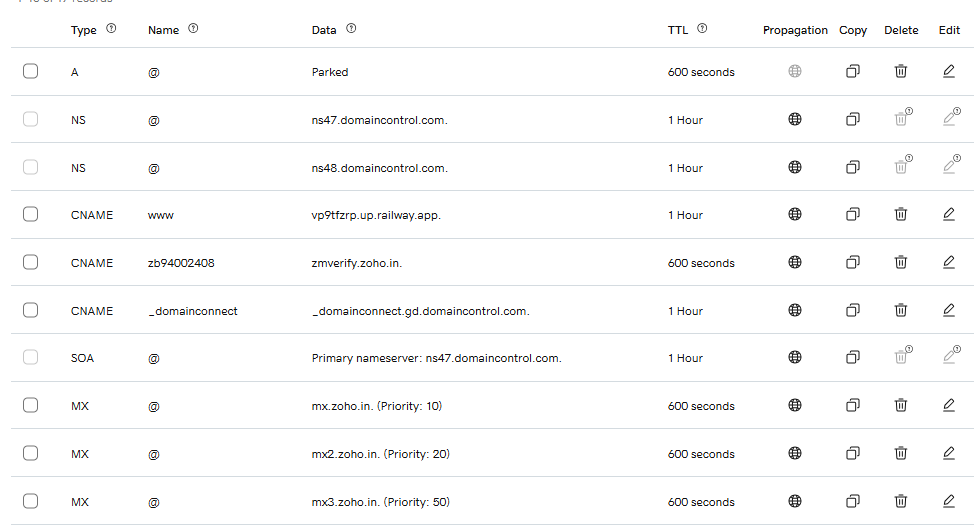 Type Name Data TTL Propagation Copy Delete Edit
A @ Parked 600 seconds
NS @ ns47.domaincontrol.com. 1 Hour
NS @ ns48.domaincontrol.com. 1 Hour
CNAME www vp9tfzrp.up.railway.app. 1 Hour
CNAME zb94002408 zmverify.zoho.in. 600 seconds
CNAME _domainconnect _domainconnect.gd.domaincontrol.com. 1 Hour
SOA @ Primary nameserver: ns47.domaincontrol.com. 1 Hour
MX @ mx.zoho.in. (Priority: 10) 600 seconds
MX @ mx2.zoho.in. (Priority: 20) 600 seconds
MX @ mx3.zoho.in. (Priority: 50) 600 seconds